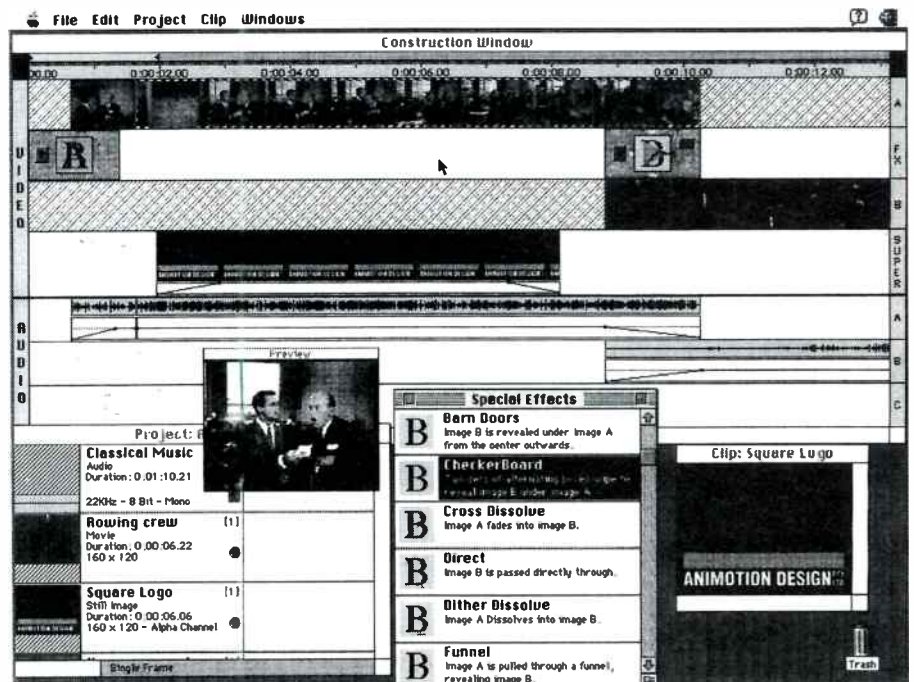 File Edit Project Clip Windows
Construction Window
00.00 0:00:02.00 0:00:04.00 0:00:06.00 0:00:08.00 0:00:10.00 0:00:12.00
VIDEO
A
FX
B
SUPER
AUDIO
A
B
C
Preview
Project:
Classical Music
Audio
Duration: 0:01:10.21
22KHz - 8 Bit - Mono
Rowing crew [1]
Movie
Duration: 0:00:06.22
160 x 120
Square Logo [1]
Still Image
Duration: 0:00:06.06
160 x 120 - Alpha Channel
Single Frame
Special Effects
Barn Doors
Image B is revealed under Image A
from the center outwards.
CheckerBoard
reveal image B under image A.
Cross Dissolve
Image A fades into image B.
Direct
Image B is passed directly through.
Dither Dissolve
Image A Dissolves into image B.
Funnel
Image A is pulled through a funnel,
revealing image B.
Clip: Square Logo
ANIMOTION DESIGN
Trash